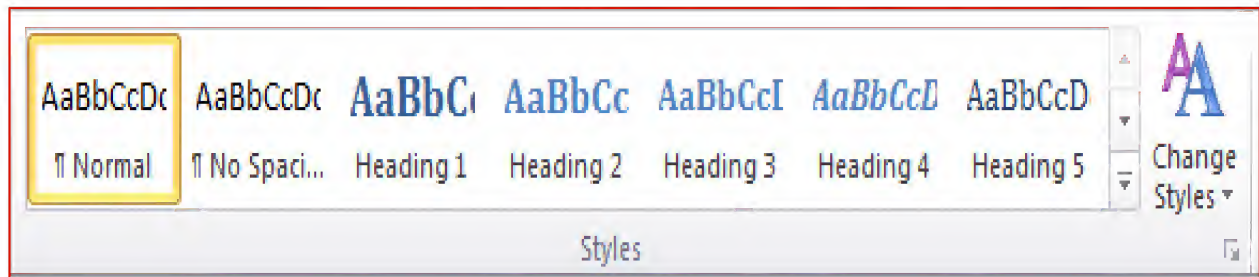 AaBbCcDc AaBbCcDc AaBbC AaBbCc AaBbCcI AaBbCcD AaBbCcD
¶ Normal ¶ No Spaci... Heading 1 Heading 2 Heading 3 Heading 4 Heading 5
Change
Styles
Styles